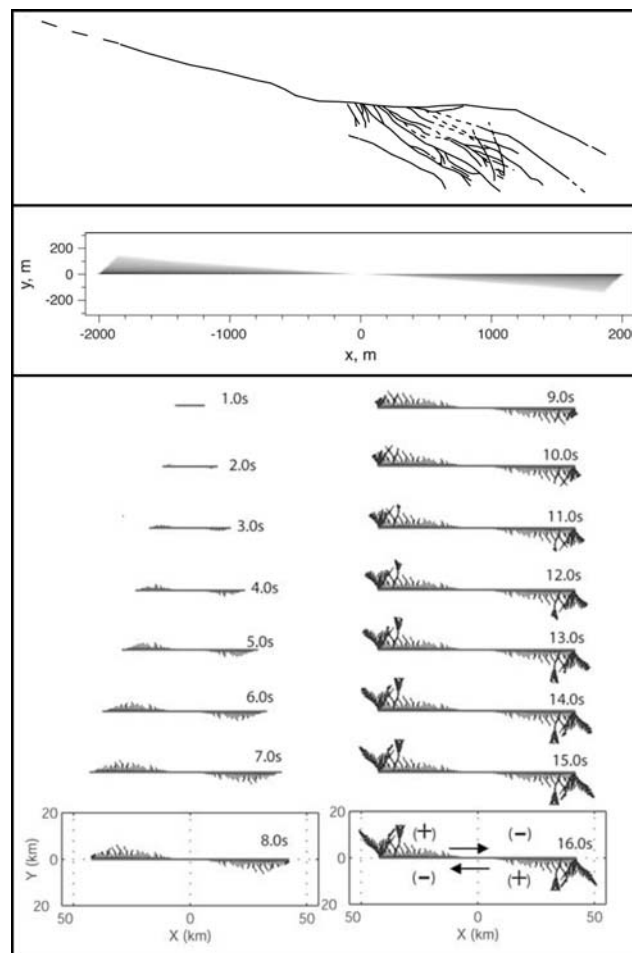 y, m
200
0
-200
-2000
-1000
0
1000
2000
x, m
1.0s
2.0s
3.0s
4.0s
5.0s
6.0s
7.0s
8.0s
20
0
20
Y (km)
50
0
50
X (km)
9.0s
10.0s
11.0s
12.0s
13.0s
14.0s
15.0s
16.0s
(+)
(-)
(-)
(+)
20
0
20
50
0
50
X (km)